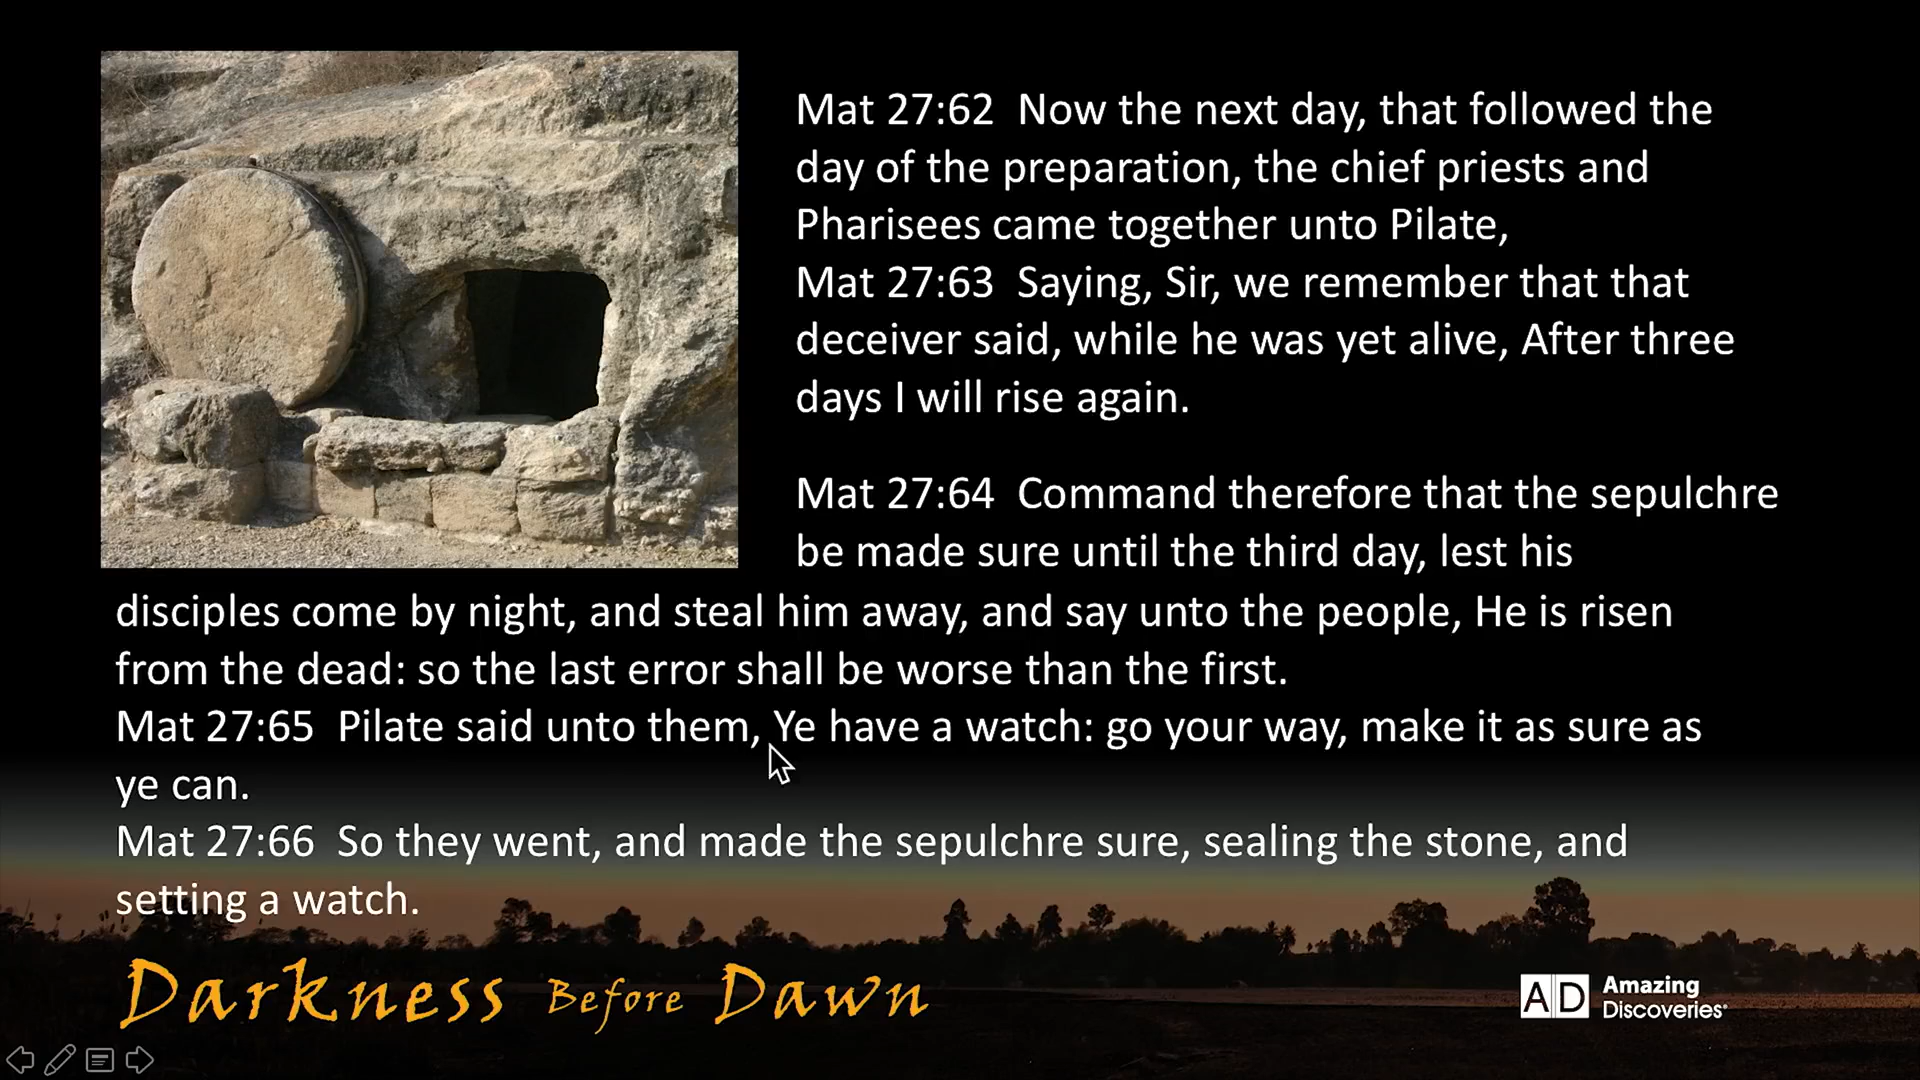 Mat 27:62  Now the next day, that followed the
day of the preparation, the chief priests and
Pharisees came together unto Pilate,
Mat 27:63  Saying, Sir, we remember that that
deceiver said, while he was yet alive, After three
days I will rise again.
Mat 27:64  Command therefore that the sepulchre
be made sure until the third day, lest his
disciples come by night, and steal him away, and say unto the people, He is risen
from the dead: so the last error shall be worse than the first.
Mat 27:65  Pilate said unto them, Ye have a watch: go your way, make it as sure as
ye can.
Mat 27:66  So they went, and made the sepulchre sure, sealing the stone, and
setting a watch.
Darkness Before Dawn
AD Amazing
Discoveries